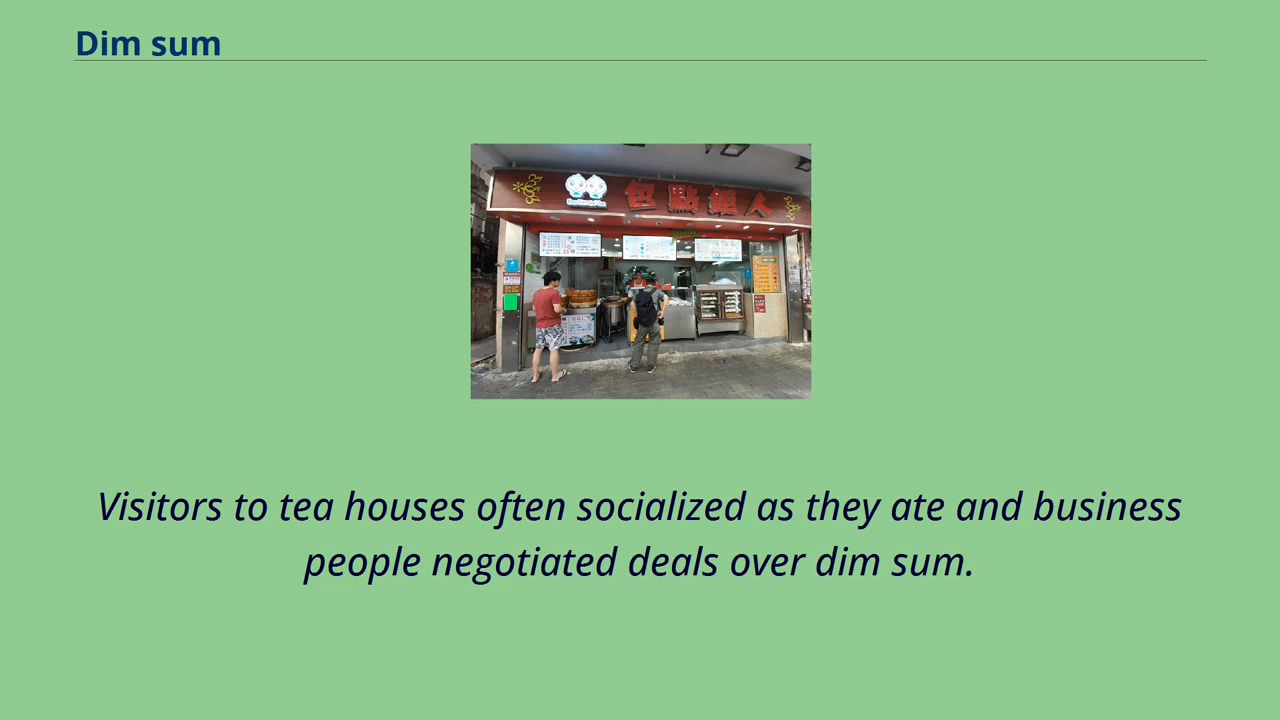 Dim sum
包點超人
Visitors to tea houses often socialized as they ate and business
people negotiated deals over dim sum.